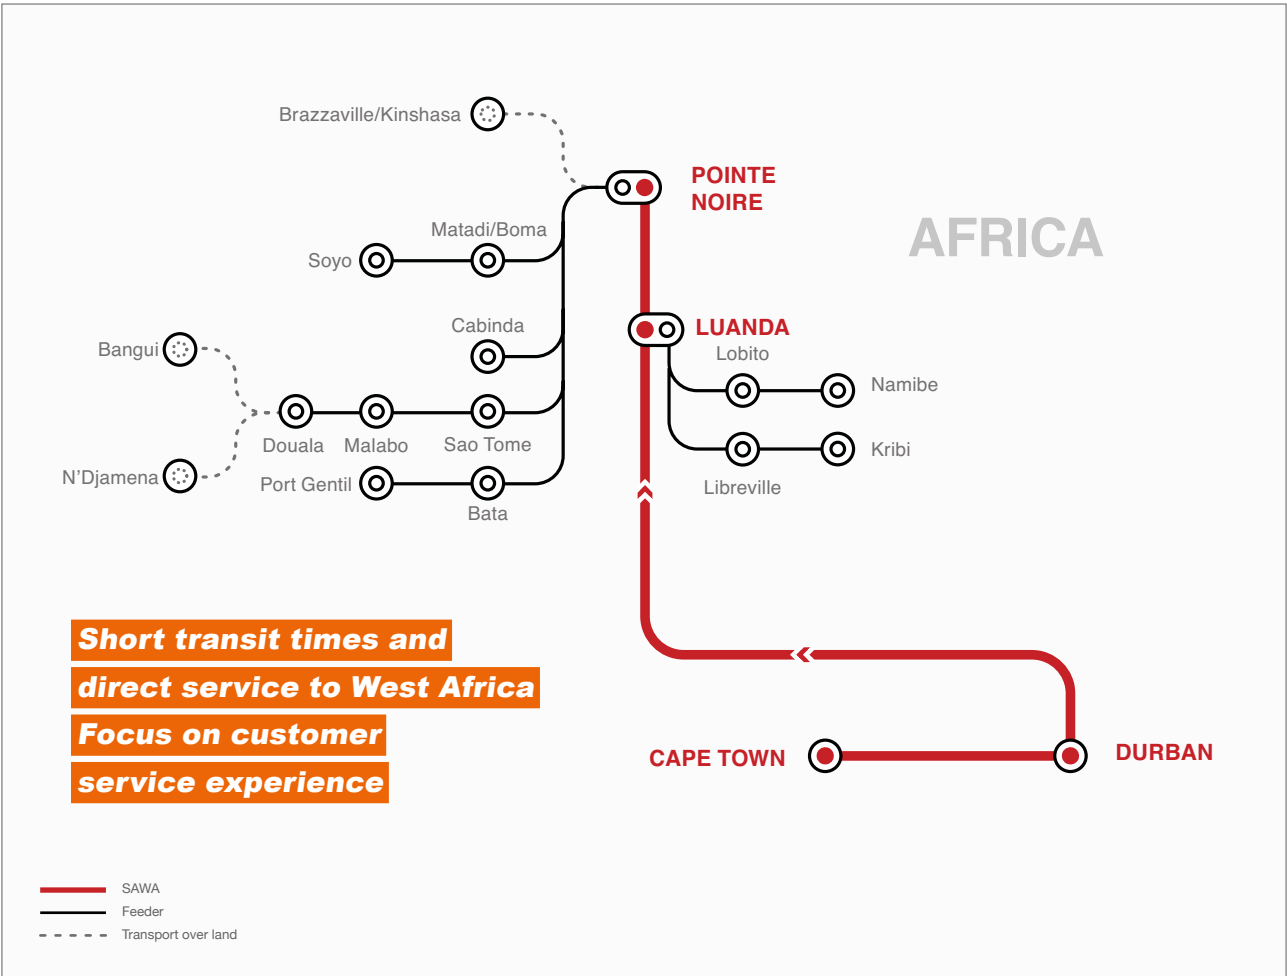 Brazzaville/Kinshasa
POINTE
NOIRE
AFRICA
Matadi/Boma
Soyo
Cabinda
LUANDA
Lobito
Bangui
Namibe
Douala
Malabo
Sao Tome
Kribi
N'Djamena
Port Gentil
Libreville
Bata
Short transit times and
direct service to West Africa
Focus on customer
service experience
CAPE TOWN
DURBAN
SAWA
Feeder
Transport over land